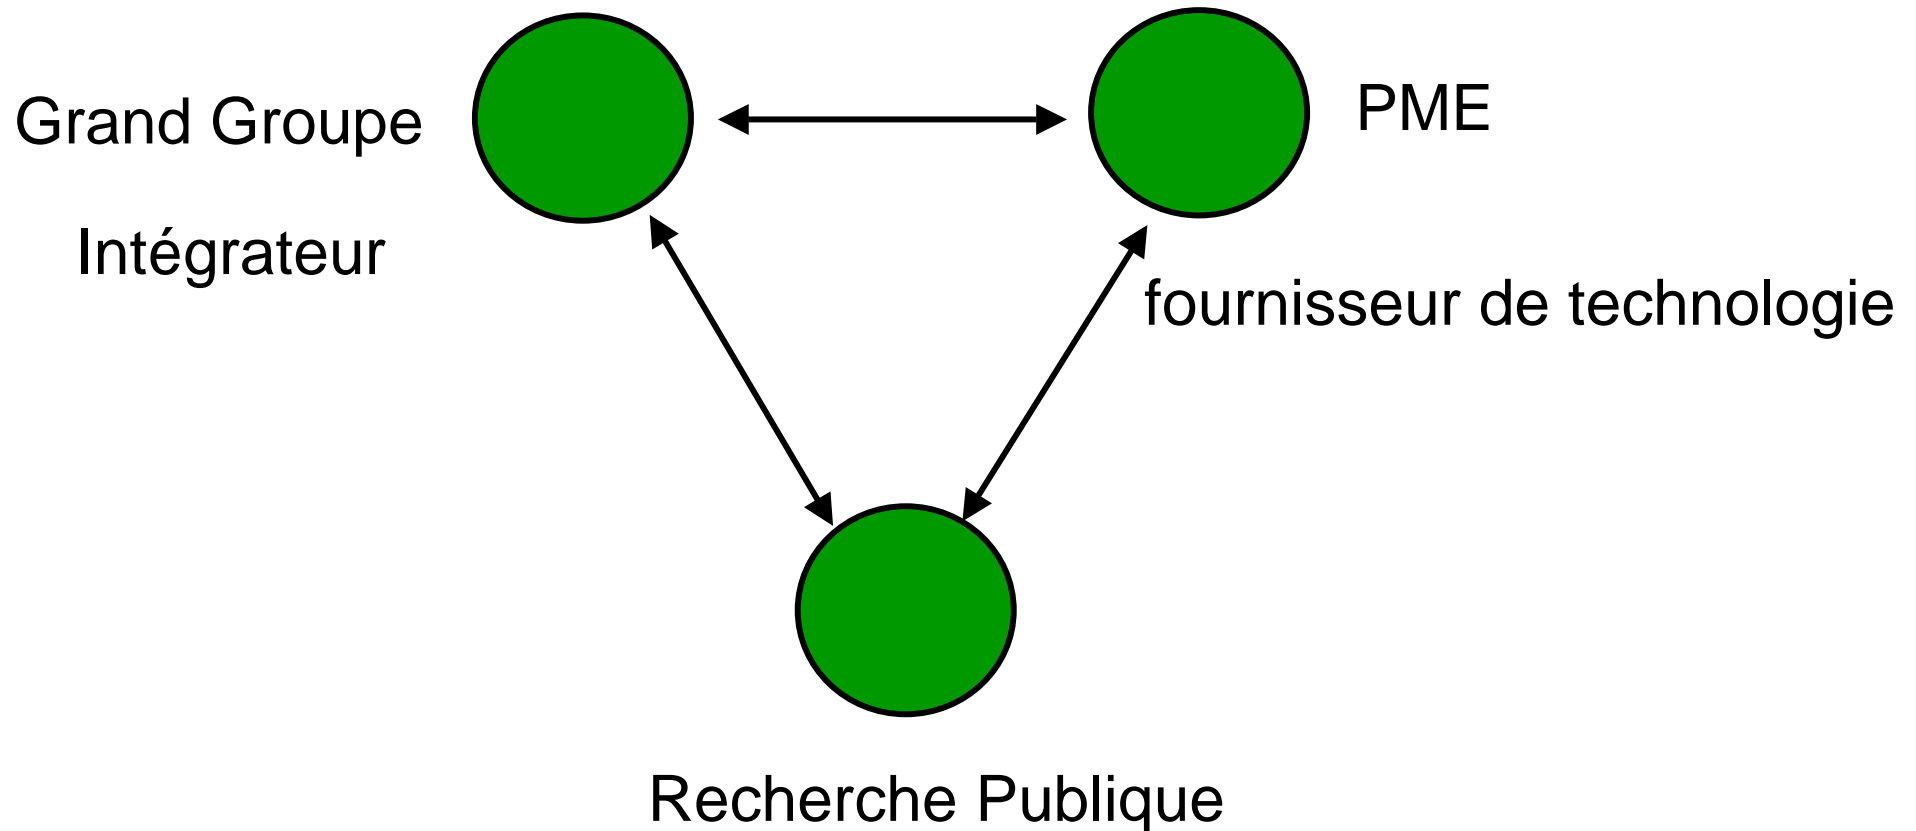 Grand Groupe
Intégrateur
PME
fournisseur de technologie
Recherche Publique